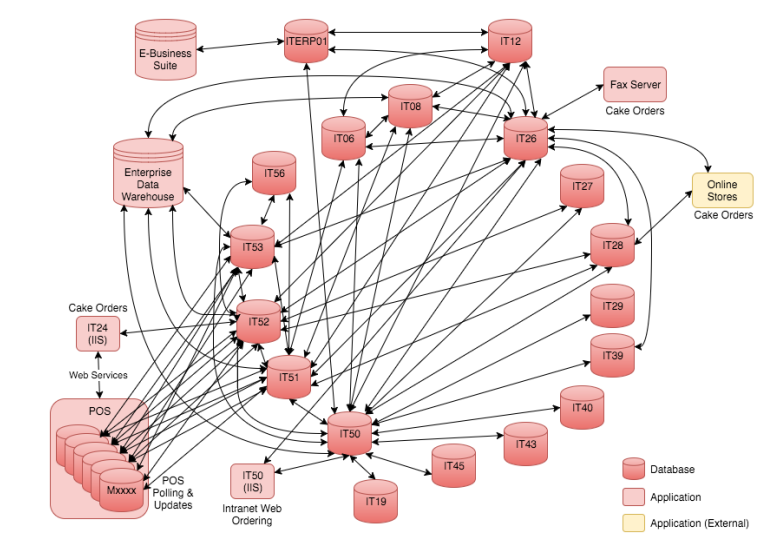 E-Business
Suite
ITERP01
IT12
Fax Server
Cake Orders
IT08
IT06
IT26
Enterprise
Data
Warehouse
IT56
IT27
Online
Stores
Cake Orders
IT53
IT28
Cake Orders
IT24
(IIS)
IT52
IT29
Web Services
IT51
IT39
POS
IT40
IT50
IT43
Mxxxx
POS
Polling &
Updates
IT50
(IIS)
Intranet Web
Ordering
IT45
IT19
Database
Application
Application (External)